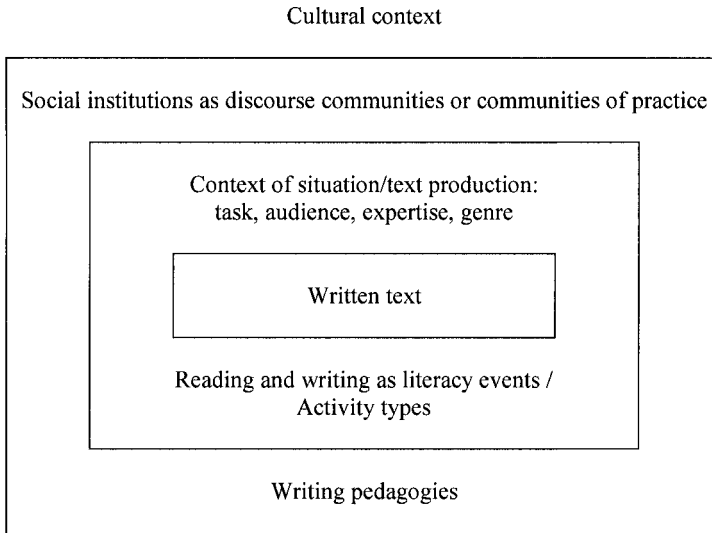 Cultural context
Social institutions as discourse communities or communities of practice
Context of situation/text production:
task, audience, expertise, genre
Written text
Reading and writing as literacy events /
Activity types
Writing pedagogies